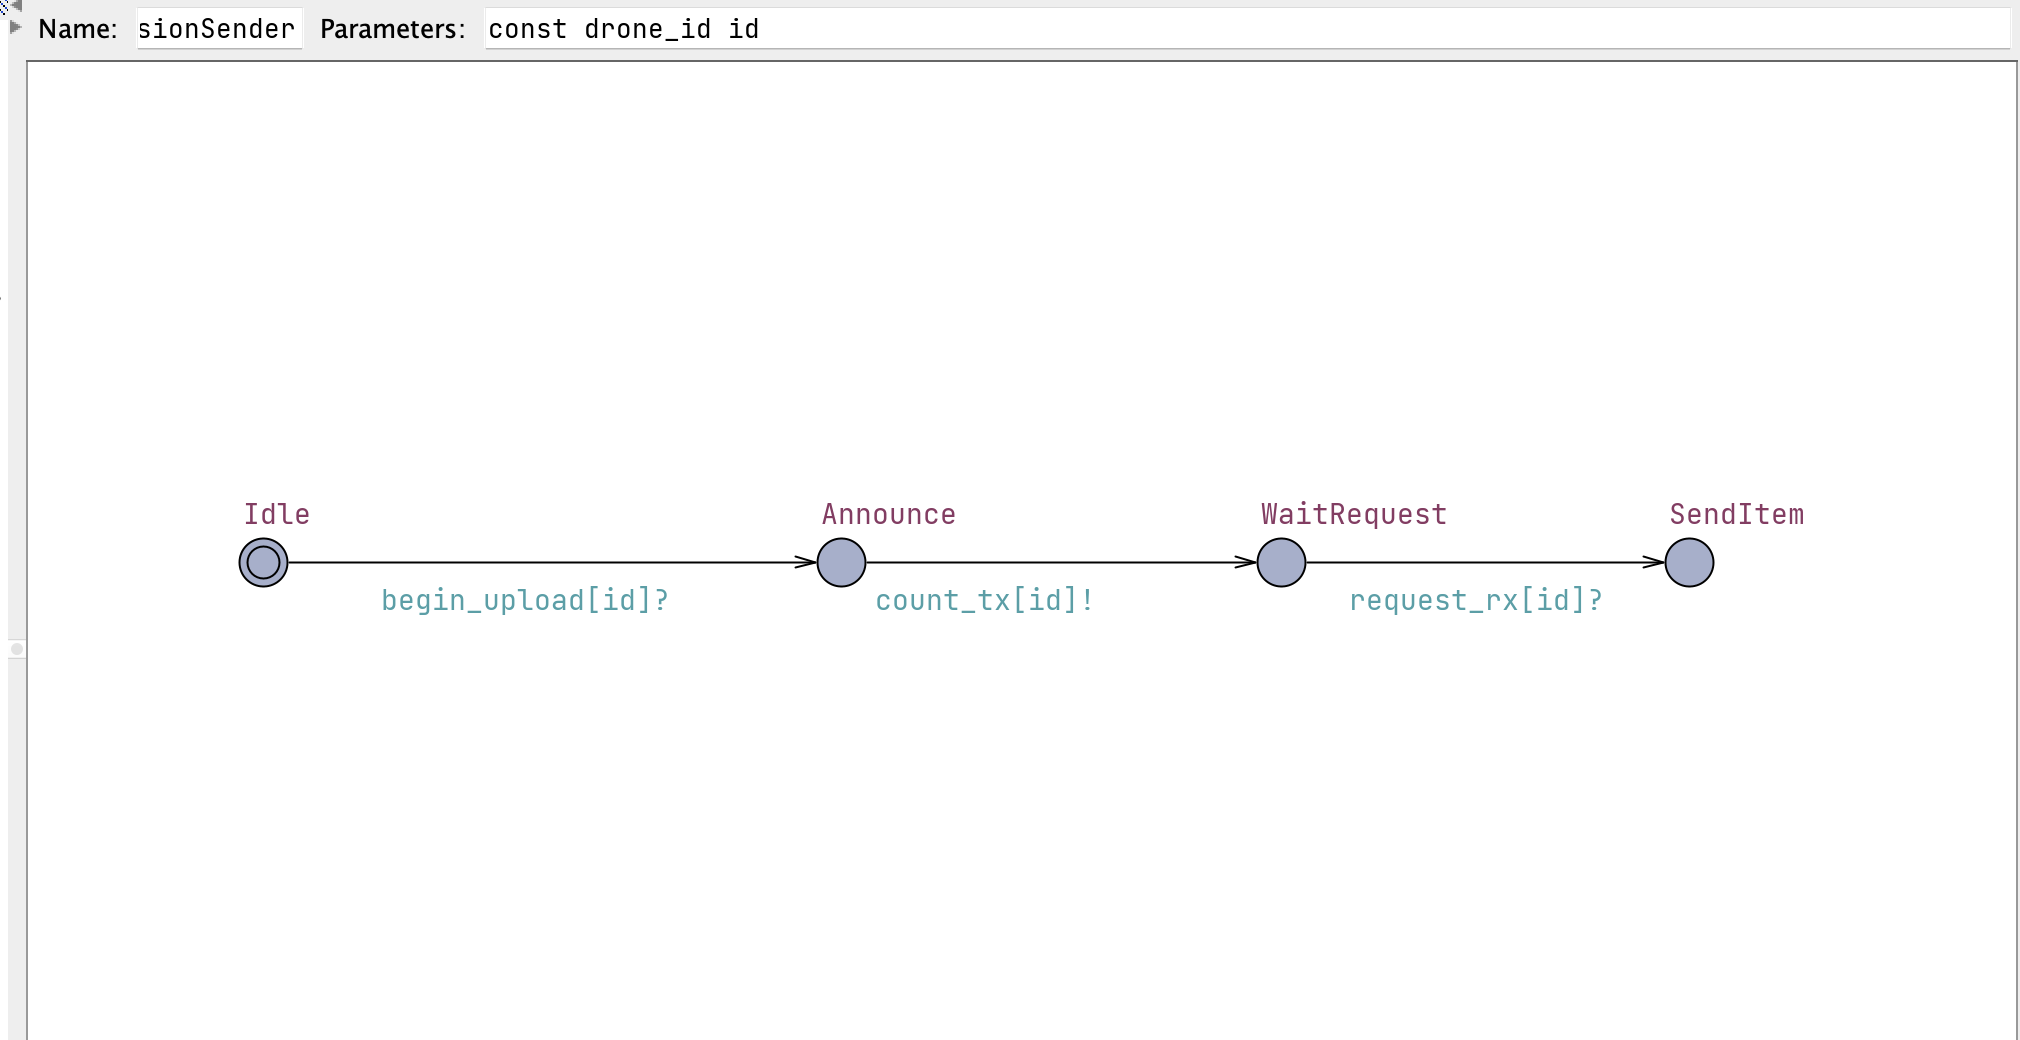 Name: sionSender Parameters: const drone_id id
Idle Announce WaitRequest SendItem
begin_upload[id]? count_tx[id]! request_rx[id]?